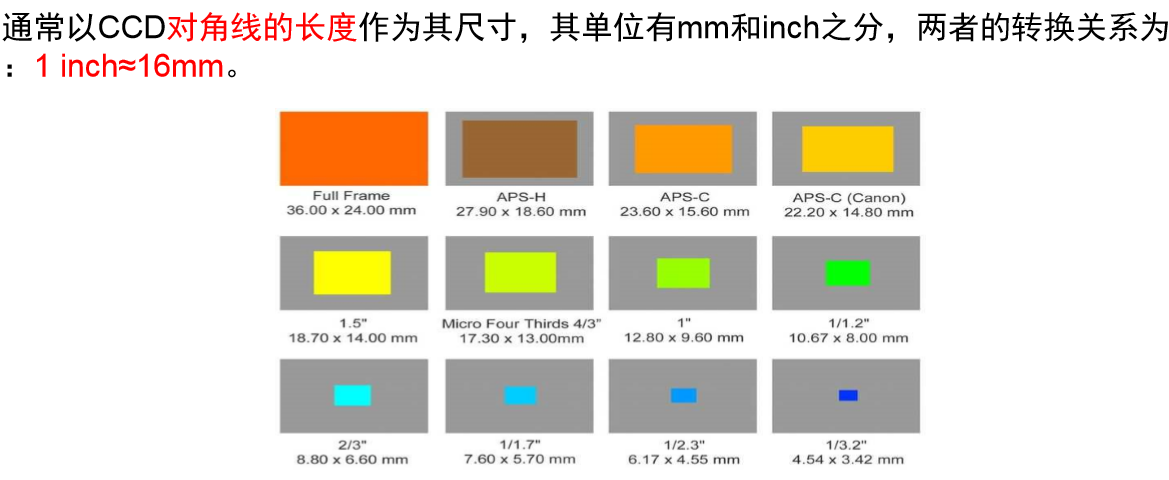 通常以CCD对角线的长度作为其尺寸，其单位有mm和inch之分，两者的转换关系为
：1 inch≈16mm。
Full Frame
36.00 x 24.00 mm
APS-H
27.90 x 18.60 mm
APS-C
23.60 x 15.60 mm
APS-C (Canon)
22.20 x 14.80 mm
1.5"
18.70 x 14.00 mm
Micro Four Thirds 4/3"
17.30 x 13.00mm
1"
12.80 x 9.60 mm
1/1.2"
10.67 x 8.00 mm
2/3"
8.80 x 6.60 mm
1/1.7"
7.60 x 5.70 mm
1/2.3"
6.17 x 4.55 mm
1/3.2"
4.54 x 3.42 mm